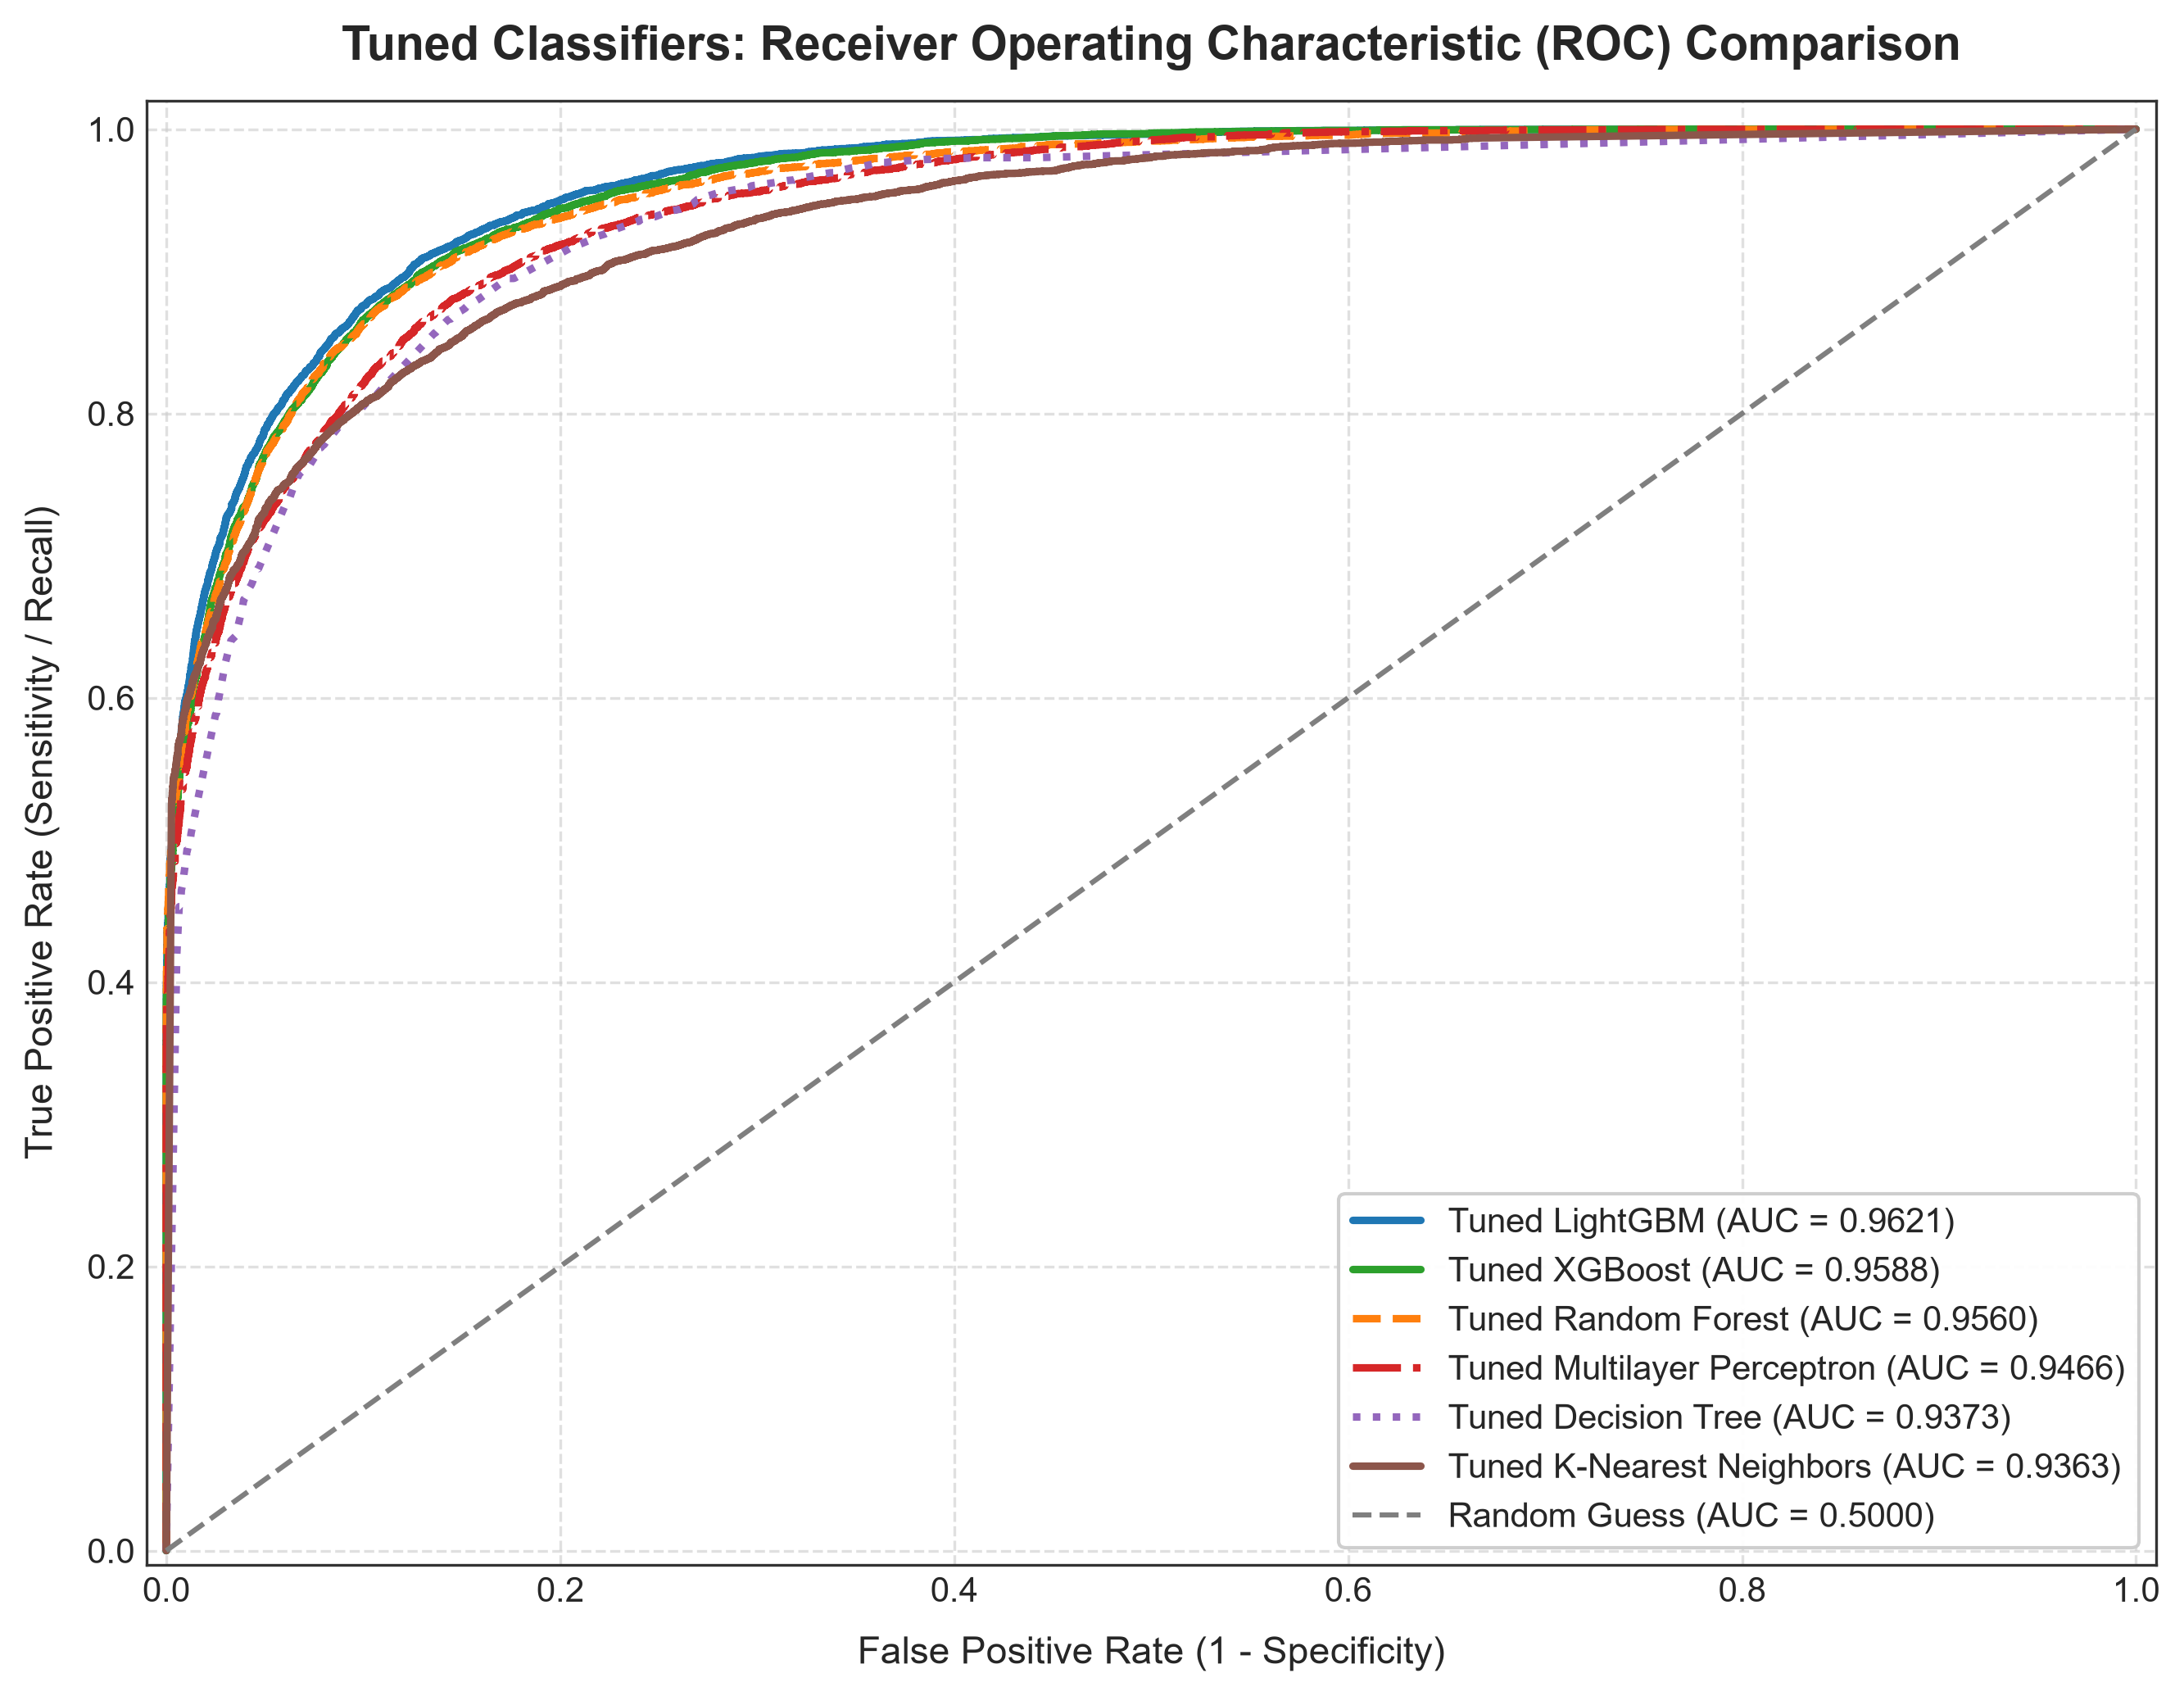 Tuned Classifiers: Receiver Operating Characteristic (ROC) Comparison
True Positive Rate (Sensitivity / Recall)
1.0
0.8
0.6
0.4
0.2
0.0
Tuned LightGBM (AUC = 0.9621)
Tuned XGBoost (AUC = 0.9588)
Tuned Random Forest (AUC = 0.9560)
Tuned Multilayer Perceptron (AUC = 0.9466)
Tuned Decision Tree (AUC = 0.9373)
Tuned K-Nearest Neighbors (AUC = 0.9363)
Random Guess (AUC = 0.5000)
0.0 0.2 0.4 0.6 0.8 1.0
False Positive Rate (1 - Specificity)